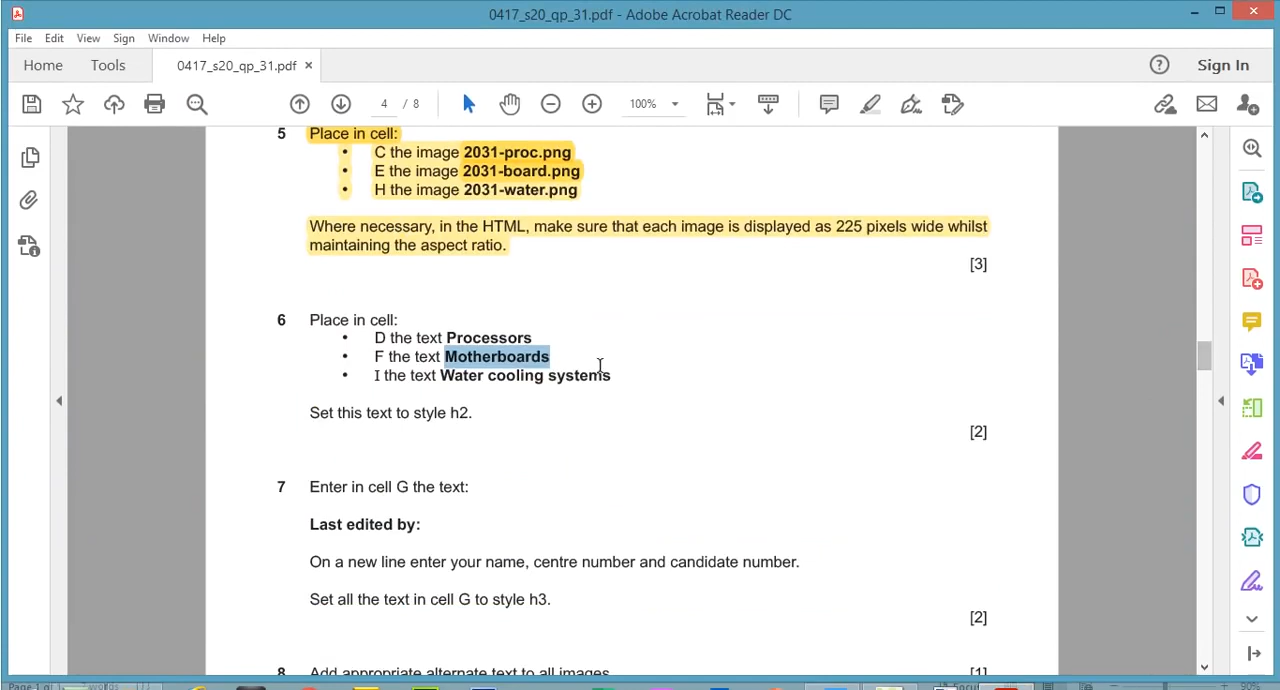 0417_s20_qp_31.pdf - Adobe Acrobat Reader DC
File Edit View Sign Window Help
Home Tools 0417_s20_qp_31.pdf × Sign In
4 / 8 100%
5 Place in cell:
• C the image 2031-proc.png
• E the image 2031-board.png
• H the image 2031-water.png
Where necessary, in the HTML, make sure that each image is displayed as 225 pixels wide whilst
maintaining the aspect ratio.
[3]
6 Place in cell:
• D the text Processors
• F the text Motherboards
• I the text Water cooling systems
Set this text to style h2.
[2]
7 Enter in cell G the text:
Last edited by:
On a new line enter your name, centre number and candidate number.
Set all the text in cell G to style h3.
[2]
8 Add appropriate alternate text to all images. [1]
90%